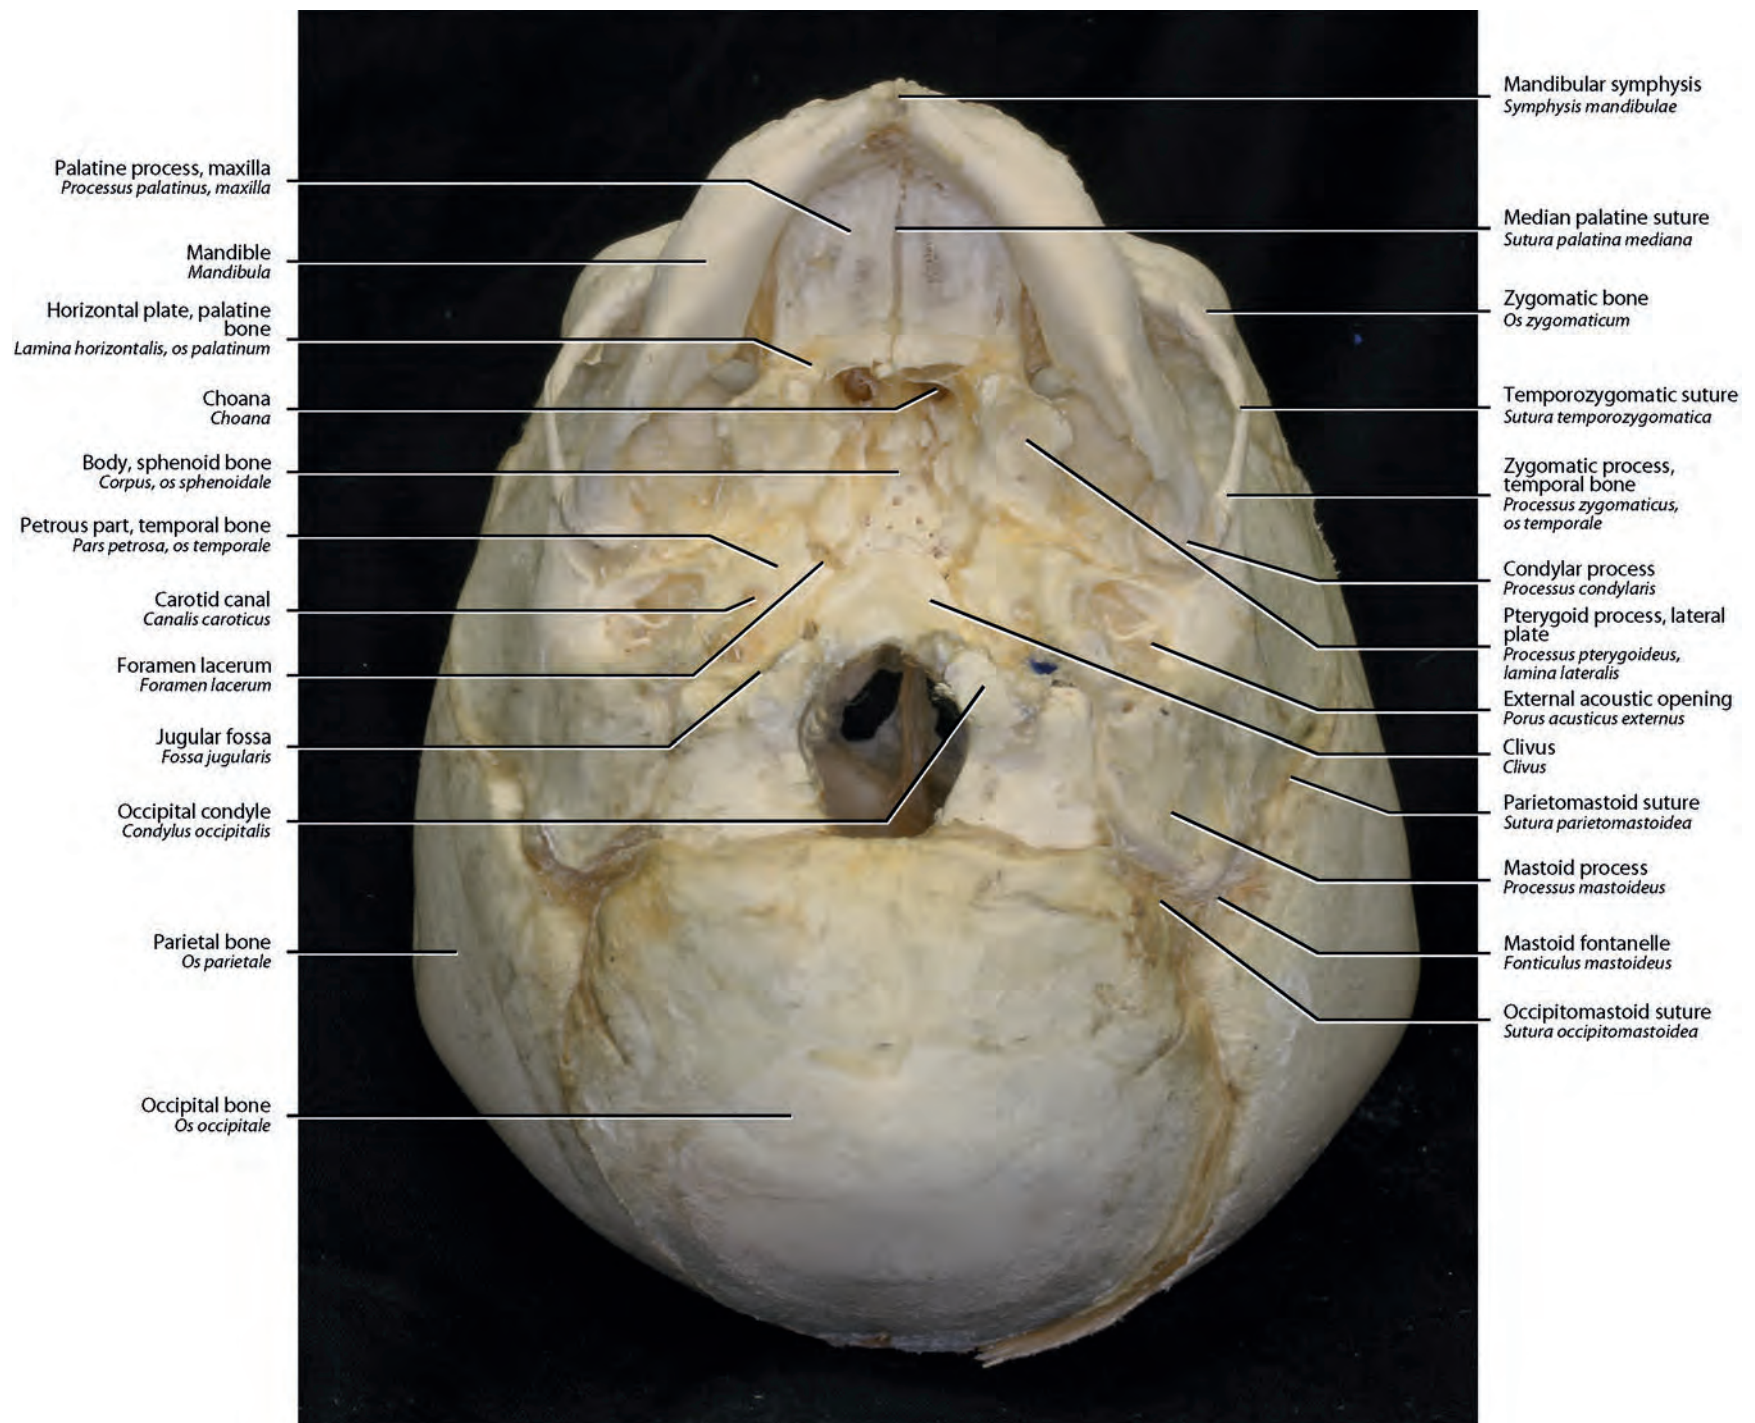 Palatine process, maxilla
Processus palatinus, maxilla
Mandible
Mandibula
Horizontal plate, palatine
bone
Lamina horizontalis, os palatinum
Choana
Choana
Body, sphenoid bone
Corpus, os sphenoidale
Petrous part, temporal bone
Pars petrosa, os temporale
Carotid canal
Canalis caroticus
Foramen lacerum
Foramen lacerum
Jugular fossa
Fossa jugularis
Occipital condyle
Condylus occipitalis
Parietal bone
Os parietale
Occipital bone
Os occipitale
Mandibular symphysis
Symphysis mandibulae
Median palatine suture
Sutura palatina mediana
Zygomatic bone
Os zygomaticum
Temporozygomatic suture
Sutura temporozygomatica
Zygomatic process,
temporal bone
Processus zygomaticus,
os temporale
Condylar process
Processus condylaris
Pterygoid process, lateral
plate
Processus pterygoideus,
lamina lateralis
External acoustic opening
Porus acusticus externus
Clivus
Clivus
Parietomastoid suture
Sutura parietomastoidea
Mastoid process
Processus mastoideus
Mastoid fontanelle
Fonticulus mastoideus
Occipitomastoid suture
Sutura occipitomastoidea